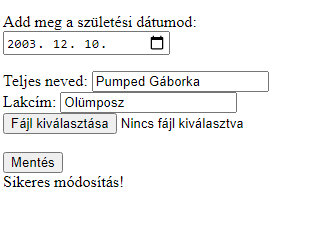 Add meg a születési dátumod:
2003. 12. 10.
Teljes neved: Pumped Gáborka
Lakcím: Olümposz
Fájl kiválasztása Nincs fájl kiválasztva
Mentés
Sikeres módosítás!